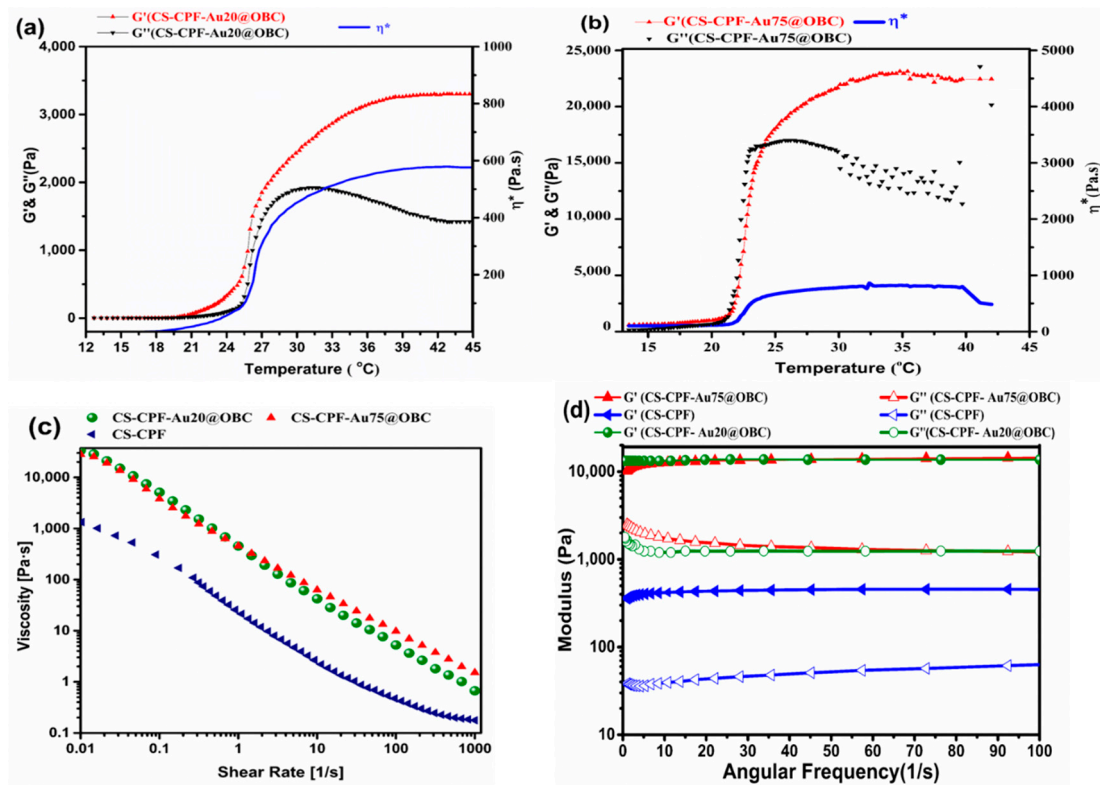 (a)
G'(CS-CPF-Au20@OBC)
η*
G''(CS-CPF-Au20@OBC)
4,000
3,000
2,000
1,000
0
G'& G''(Pa)
1000
800
600
400
200
η* (Pa.s)
12 15 18 21 24 27 30 33 36 39 42 45
Temperature ( °C)
(b)
G'(CS-CPF-Au75@OBC)
η*
G''(CS-CPF-Au75@OBC)
25,000
22,500
17,500
15,000
10,000
5,000
2,500
0
G' & G''(Pa)
5000
4000
3000
2000
1000
0
η* (Pa.s)
15 20 25 30 35 40 45
Temperature (°C)
(c)
CS-CPF-Au20@OBC
CS-CPF-Au75@OBC
CS-CPF
10,000
1,000
100
10
1
0.1
Viscosity [Pa·s]
0.01 0.1 1 10 100 1000
Shear Rate [1/s]
(d)
G' (CS-CPF-Au75@OBC)
G'' (CS-CPF- Au75@OBC)
G' (CS-CPF)
G'' (CS-CPF)
G' (CS-CPF- Au20@OBC)
G''(CS-CPF- Au20@OBC)
10,000
1,000
100
10
Modulus (Pa)
0 10 20 30 40 50 60 70 80 90 100
Angular Frequency(1/s)